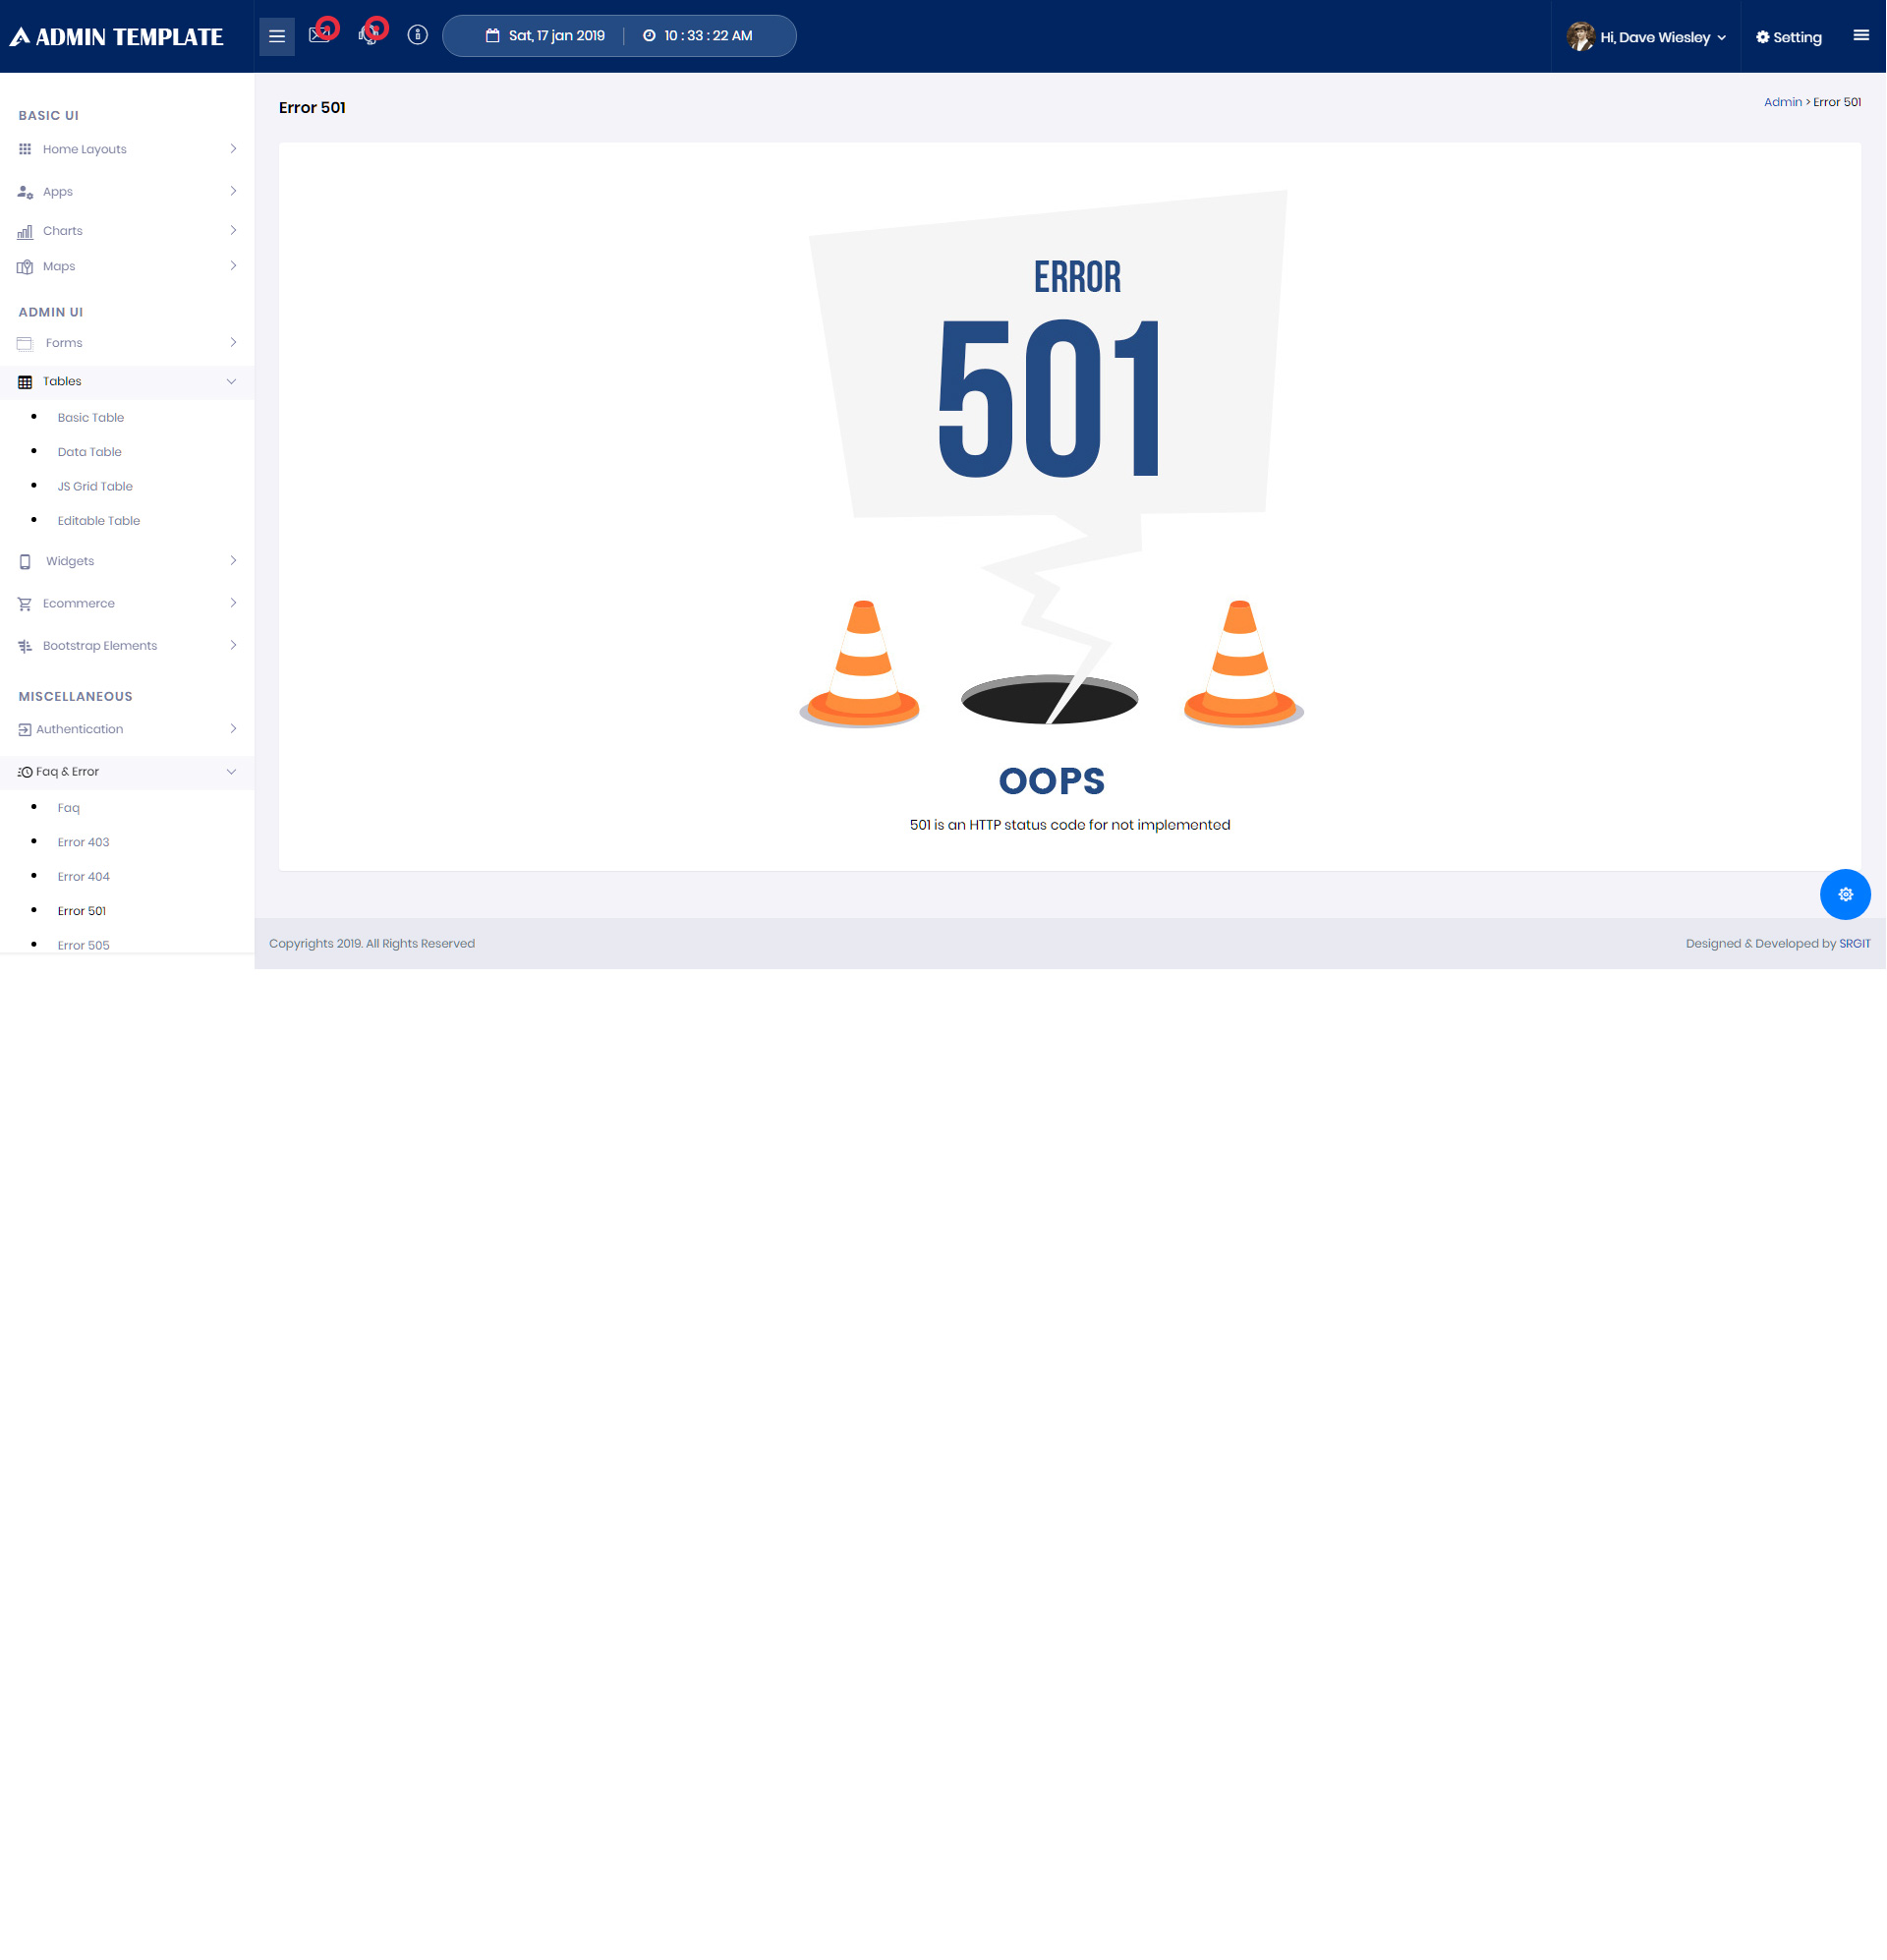 ADMIN TEMPLATE
Sat, 17 jan 2019
10 : 33 : 22 AM
Hi, Dave Wiesley
Setting
BASIC UI
Home Layouts
Apps
Charts
Maps
ADMIN UI
Forms
Tables
Basic Table
Data Table
JS Grid Table
Editable Table
Widgets
Ecommerce
Bootstrap Elements
MISCELLANEOUS
Authentication
Faq & Error
Faq
Error 403
Error 404
Error 501
Error 505
Error 501
Admin > Error 501
ERROR
501
OOPS
501 is an HTTP status code for not implemented
Copyrights 2019. All Rights Reserved
Designed & Developed by SRGIT